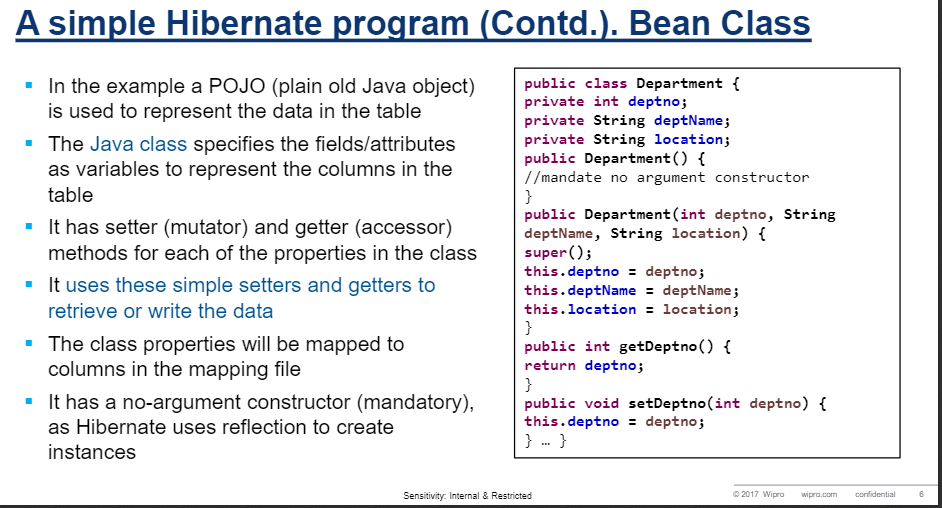 A simple Hibernate program (Contd.). Bean Class
In the example a POJO (plain old Java object)
is used to represent the data in the table
The Java class specifies the fields/attributes
as variables to represent the columns in the
table
It has setter (mutator) and getter (accessor)
methods for each of the properties in the class
It uses these simple setters and getters to
retrieve or write the data
The class properties will be mapped to
columns in the mapping file
It has a no-argument constructor (mandatory),
as Hibernate uses reflection to create
instances
public class Department {
private int deptno;
private String deptName;
private String location;
public Department() {
//mandate no argument constructor
}
public Department(int deptno, String
deptName, String location) {
super();
this.deptno = deptno;
this.deptName = deptName;
this.location = location;
}
public int getDeptno() {
return deptno;
}
public void setDeptno(int deptno) {
this.deptno = deptno;
} … }
Sensitivity: Internal & Restricted
© 2017 Wipro wipro.com confidential 6